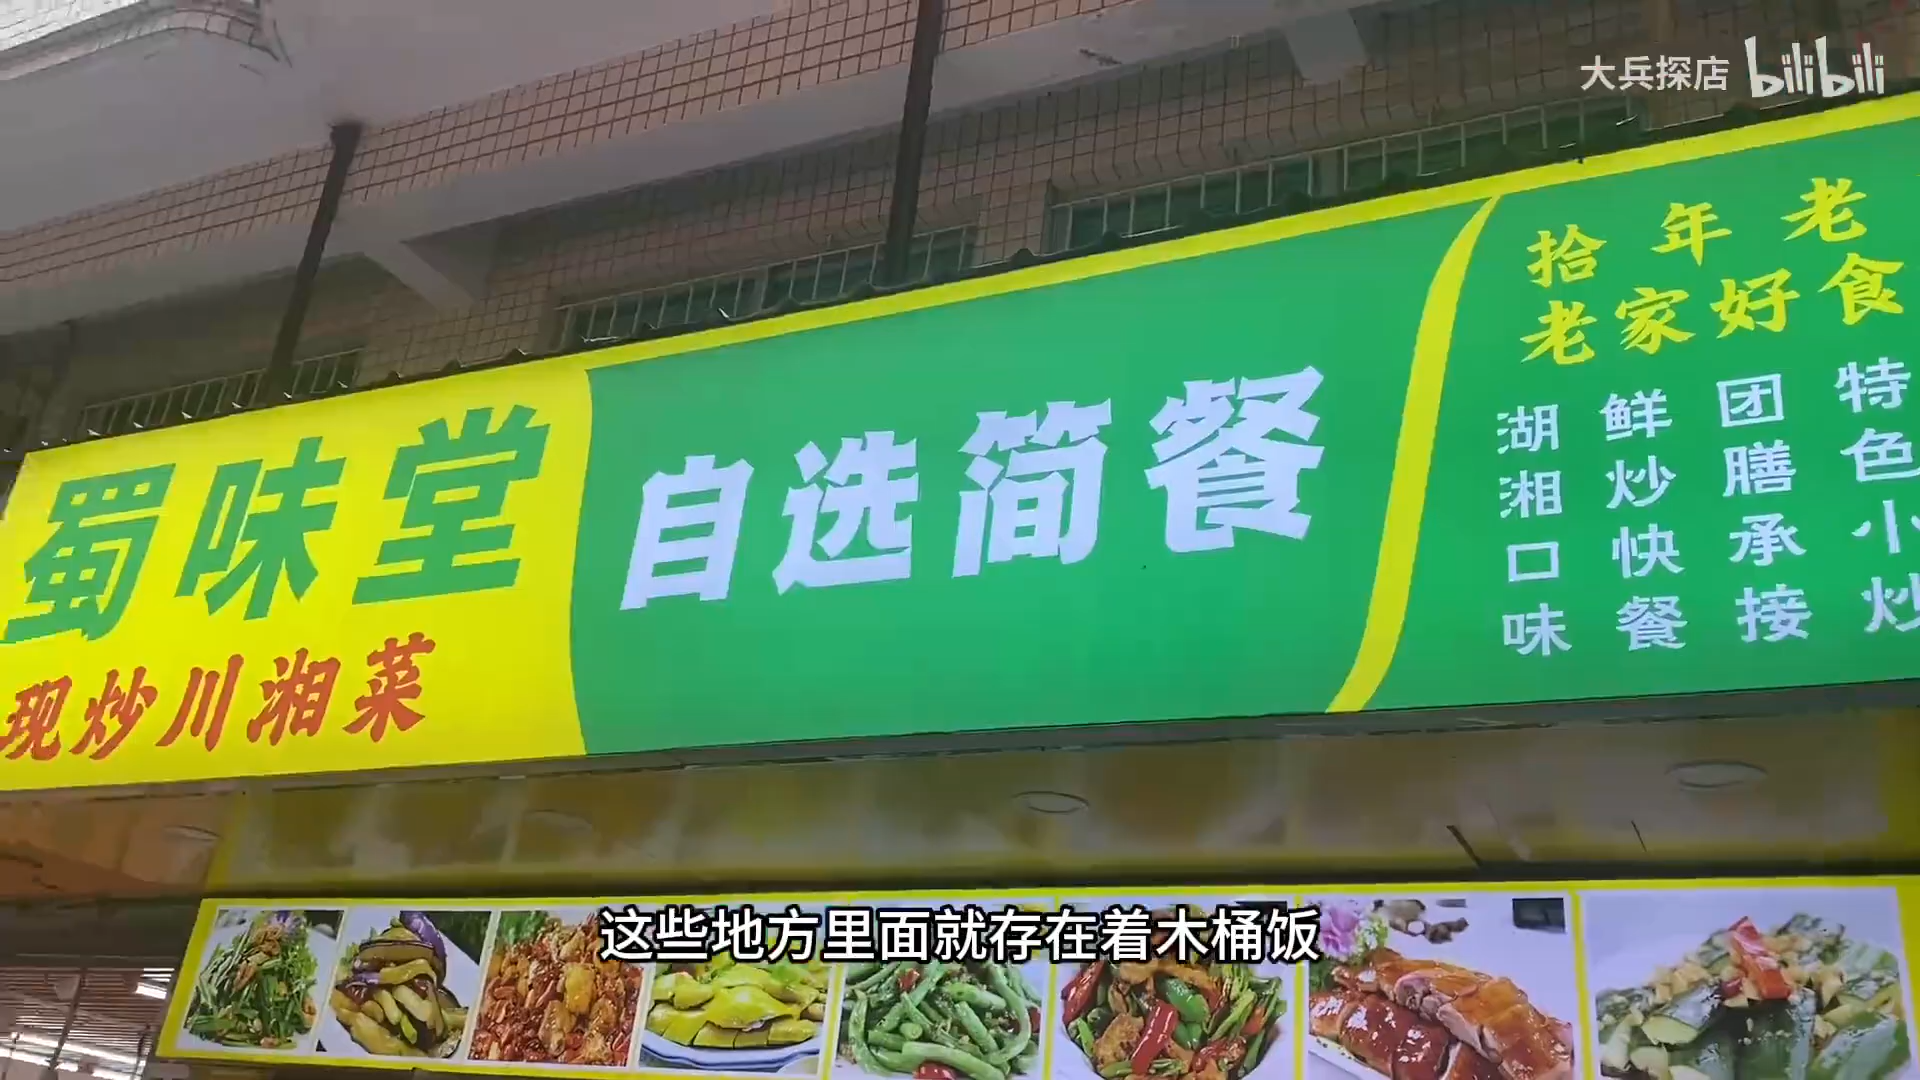 大兵探店 bilibili
蜀味堂
现炒川湘菜
自选简餐
拾年老
老家好食
湖湘口味
鲜炒快餐
团膳承接
特色小炒
这些地方里面就存在着木桶饭